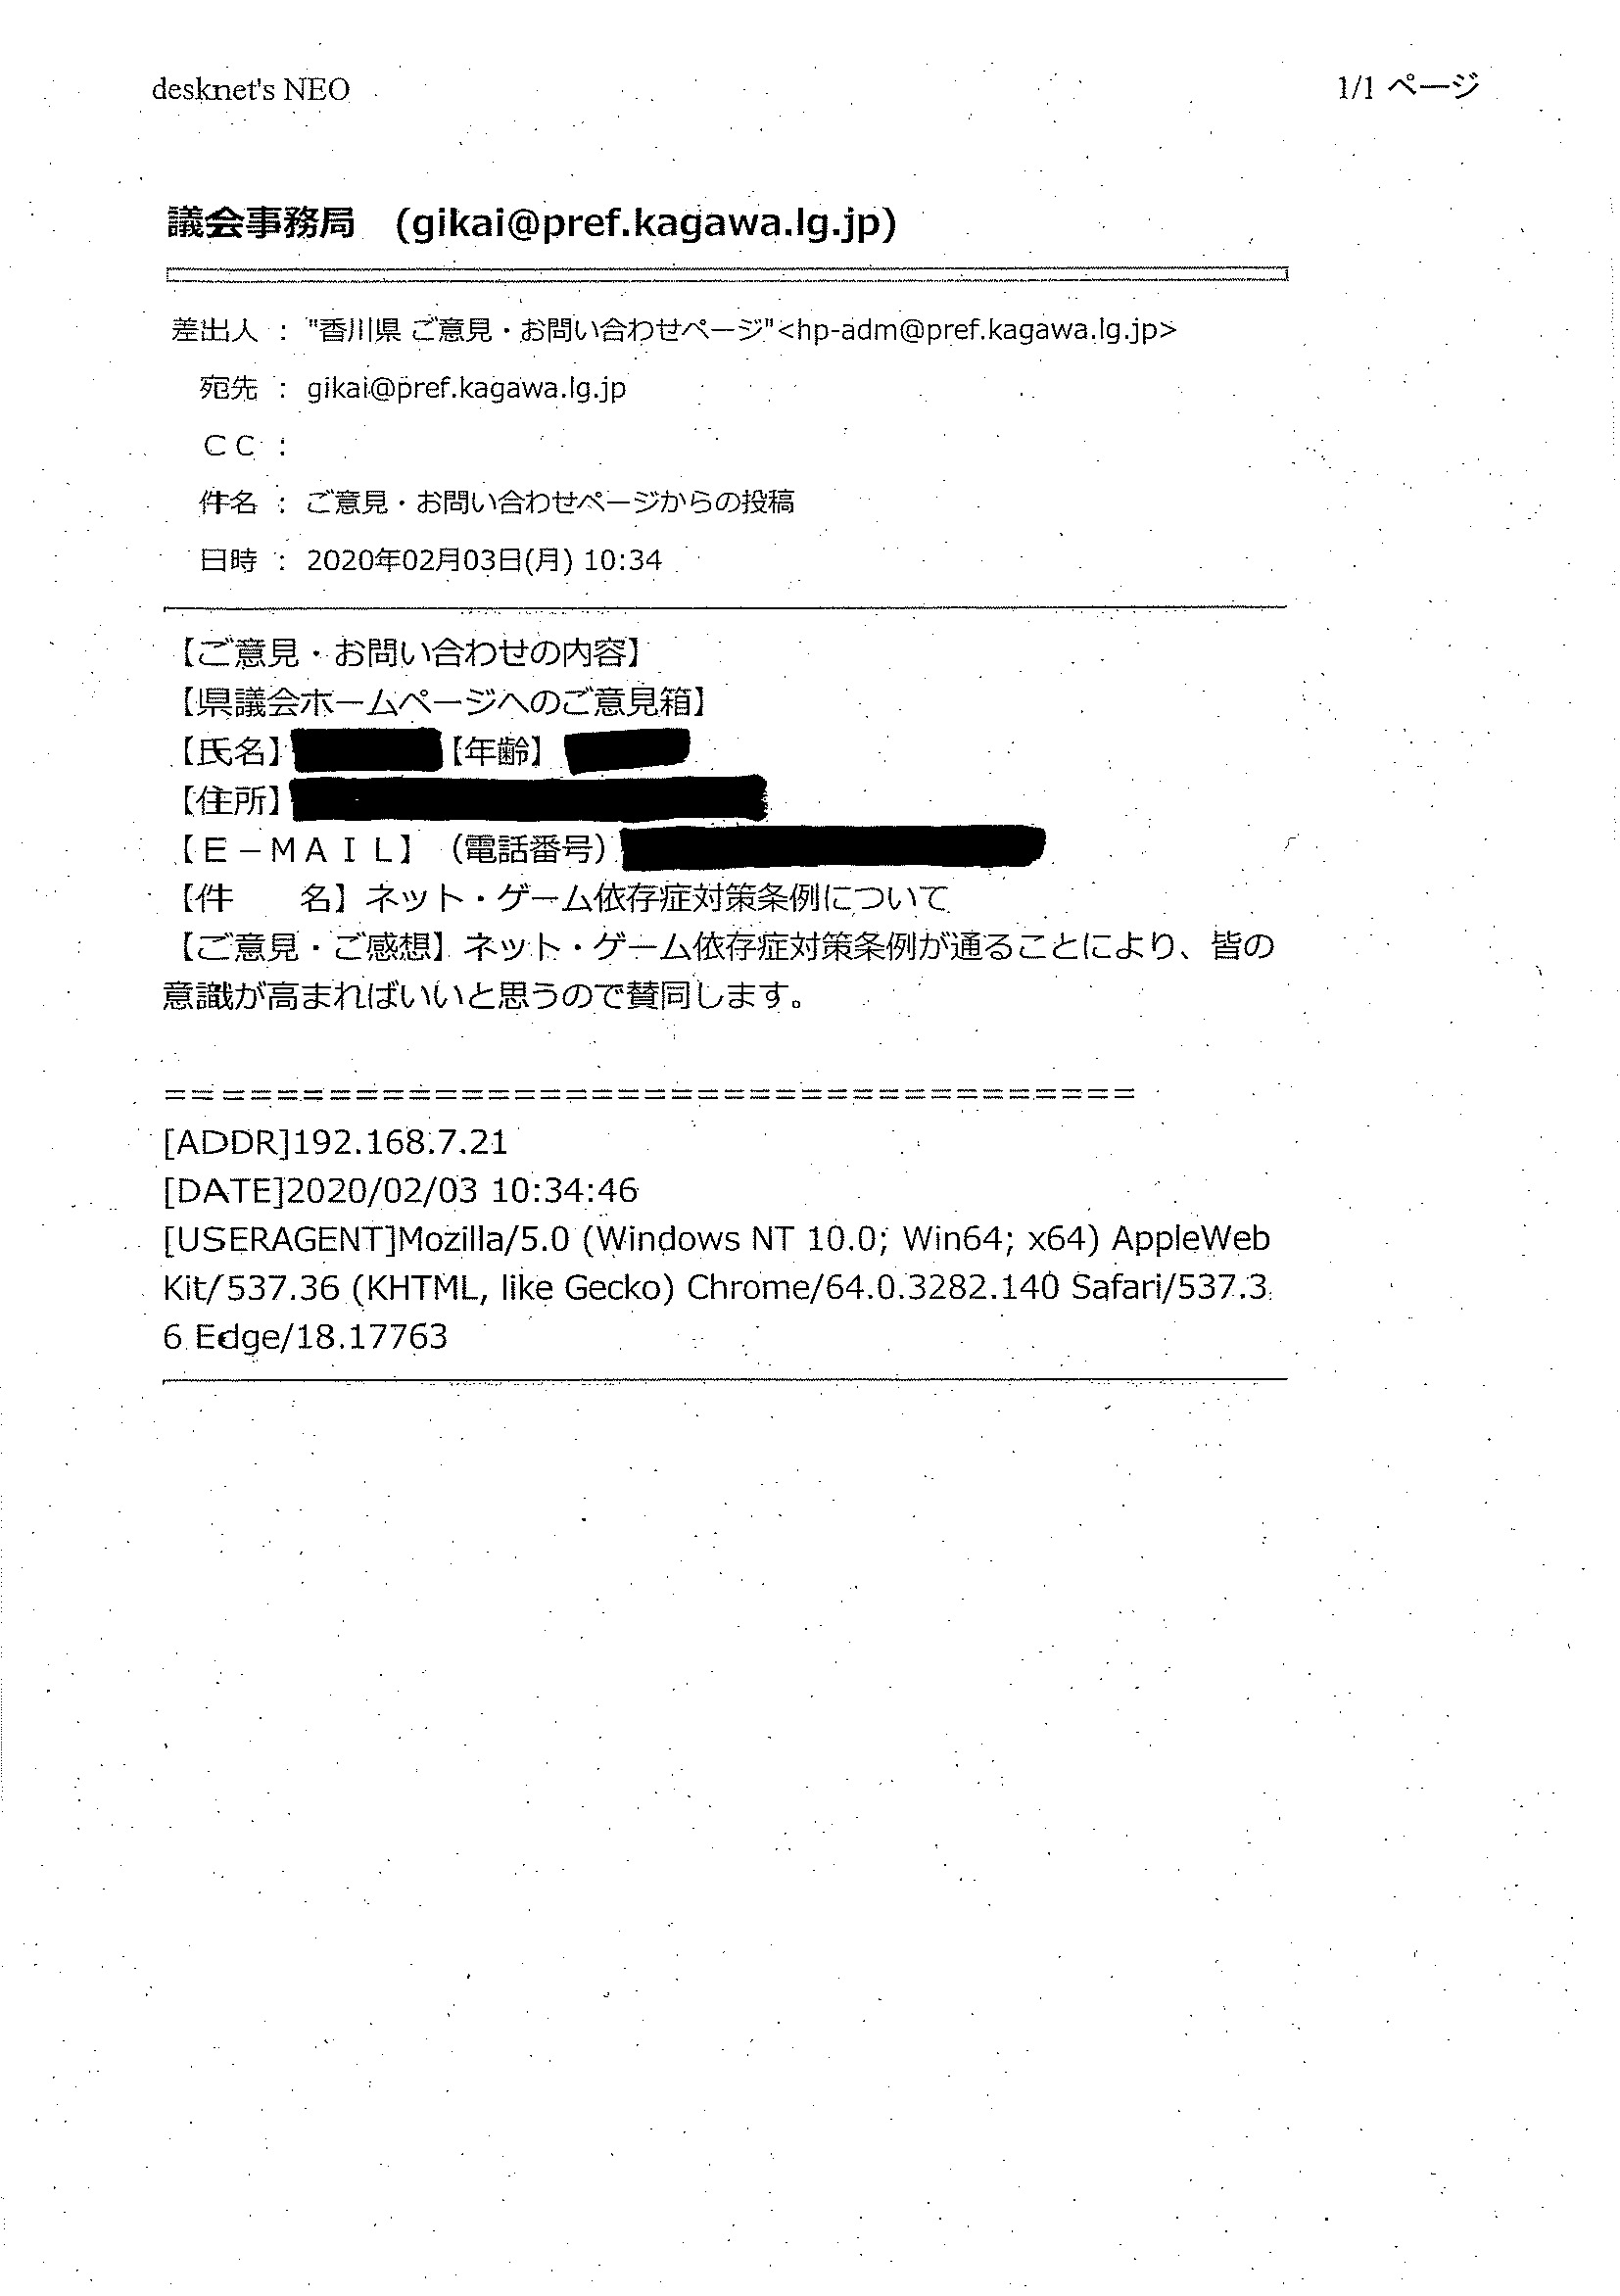 desknet's NEO
1/1 ページ
議会事務局 (gikai@pref.kagawa.lg.jp)
差出人 : "香川県 ご意見・お問い合わせページ"<hp-adm@pref.kagawa.lg.jp>
宛先 : gikai@pref.kagawa.lg.jp
ＣＣ :
件名 : ご意見・お問い合わせページからの投稿
日時 : 2020年02月03日(月) 10:34
【ご意見・お問い合わせの内容】
【県議会ホームページへのご意見箱】
【氏名】 【年齢】
【住所】
【Ｅ－ＭＡＩＬ】（電話番号）
【件　　名】ネット・ゲーム依存症対策条例について
【ご意見・ご感想】ネット・ゲーム依存症対策条例が通ることにより、皆の
意識が高まればいいと思うので賛同します。
=====================================
[ADDR]192.168.7.21
[DATE]2020/02/03 10:34:46
[USERAGENT]Mozilla/5.0 (Windows NT 10.0; Win64; x64) AppleWeb
Kit/537.36 (KHTML, like Gecko) Chrome/64.0.3282.140 Safari/537.3
6 Edge/18.17763